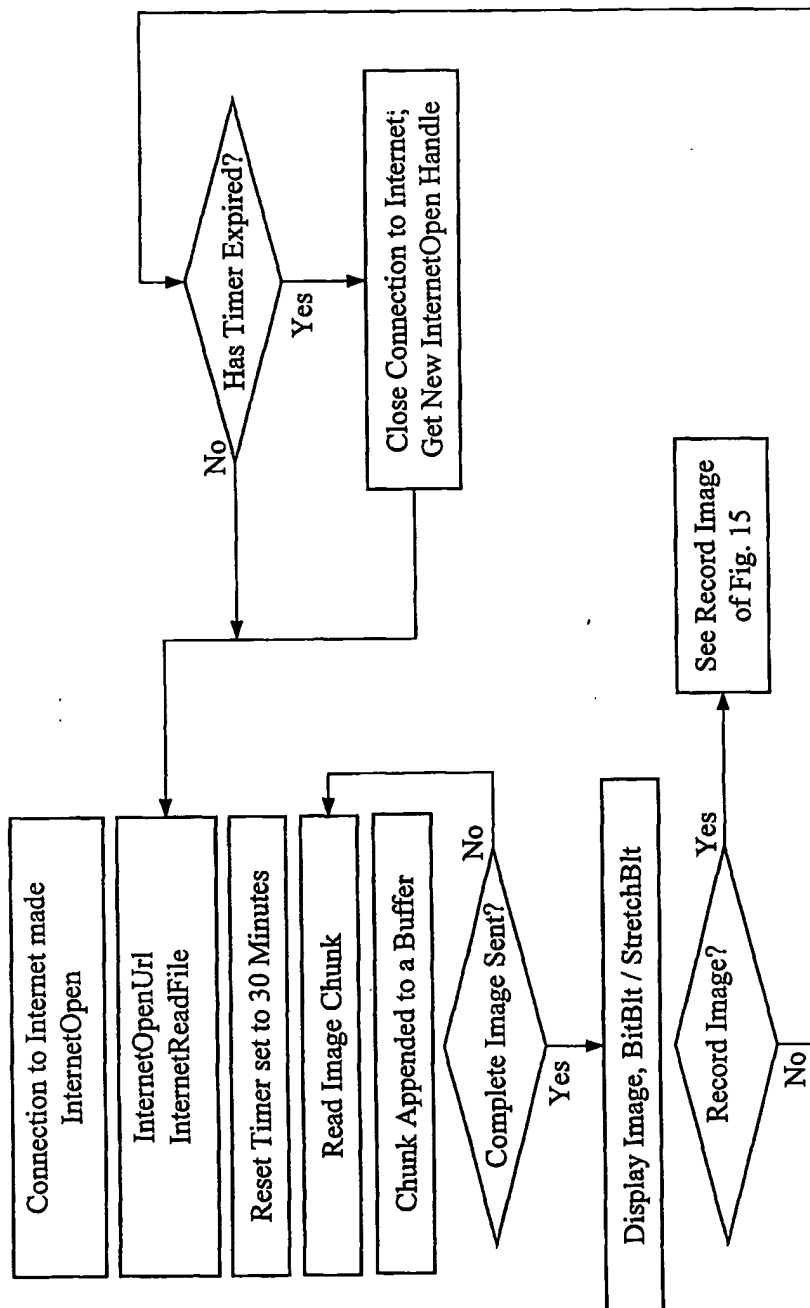 Connection to Internet made
InternetOpen
InternetOpenUrl
InternetReadFile
Reset Timer set to 30 Minutes
Read Image Chunk
Chunk Appended to a Buffer
Complete Image Sent?
No
Yes
Display Image, BitBlt / StretchBlt
Record Image?
Yes
No
See Record Image
of Fig. 15
Has Timer Expired?
No
Yes
Close Connection to Internet;
Get New InternetOpen Handle